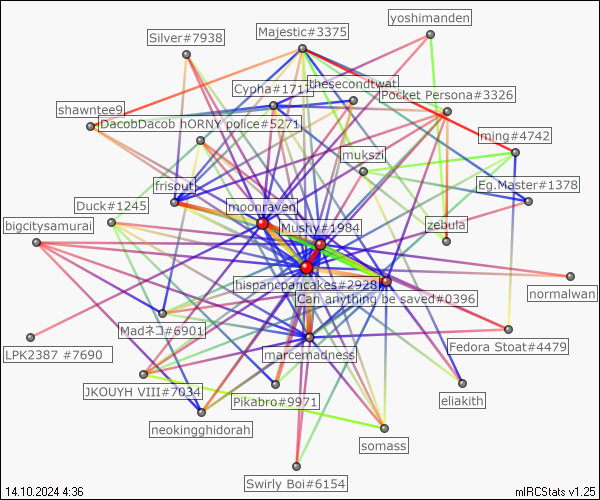 yoshimanden
Majestic#3375
Silver#7938
Cypha#171
thesecondtwat
Pocket Persona#3326
shawntee9
DacobDacob hORNY police#5271
ming#4742
mukszi
frisout
Eg.Master#1378
Duck#1245
moonraven
bigcitysamurai
Mushy#1984
zebula
hispancpancakes#2928
normalwan
Can anything be saved#0396
Madネコ#6901
LPK2387 #7690
marcemadness
Fedora Stoat#4479
JKOUYH VIII#7034
Pikabro#9971
eliakith
neokingghidorah
somass
Swirly Boi#6154
14.10.2024 4:36
mIRCStats v1.25